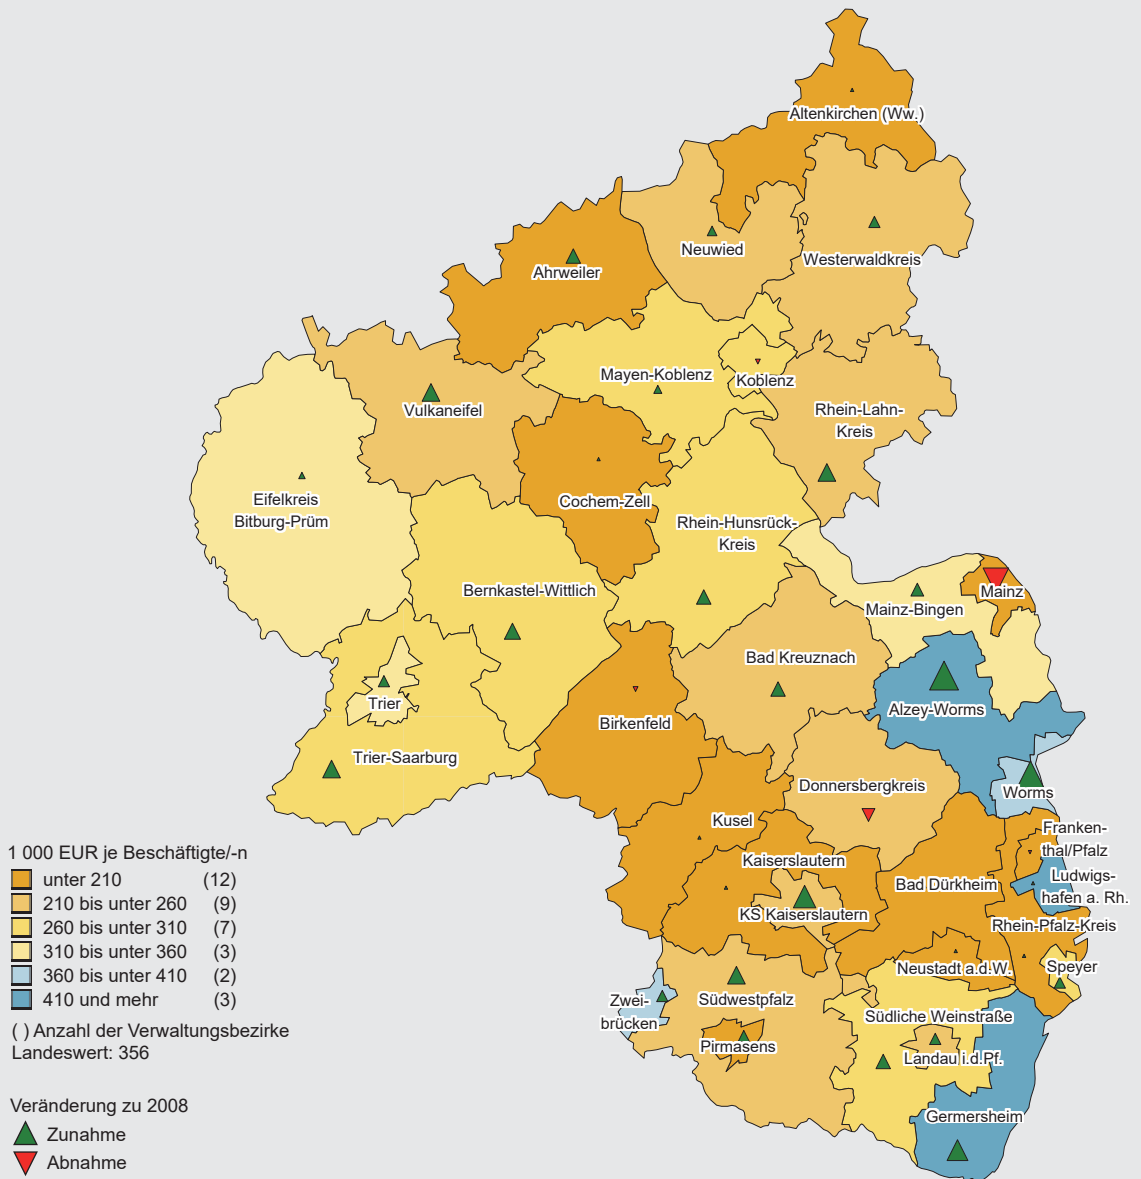 Altenkirchen (Ww.)
Neuwied
Westerwaldkreis
Ahrweiler
Mayen-Koblenz
Koblenz
Vulkaneifel
Rhein-Lahn-
Kreis
Eifelkreis
Bitburg-Prüm
Cochem-Zell
Rhein-Hunsrück-
Kreis
Bernkastel-Wittlich
Mainz
Mainz-Bingen
Bad Kreuznach
Trier
Alzey-Worms
Birkenfeld
Trier-Saarburg
Donnersbergkreis
Worms
Kusel
Franken-
thal/Pfalz
Kaiserslautern
Ludwigs-
hafen a. Rh.
Bad Dürkheim
KS Kaiserslautern
Rhein-Pfalz-Kreis
Neustadt a.d.W.
Speyer
Zwei-
brücken
Südwestpfalz
Südliche Weinstraße
Pirmasens
Landau i.d.Pf.
Germersheim
1 000 EUR je Beschäftigte/-n
unter 210 (12)
210 bis unter 260 (9)
260 bis unter 310 (7)
310 bis unter 360 (3)
360 bis unter 410 (2)
410 und mehr (3)
( ) Anzahl der Verwaltungsbezirke
Landeswert: 356
Veränderung zu 2008
Zunahme
Abnahme